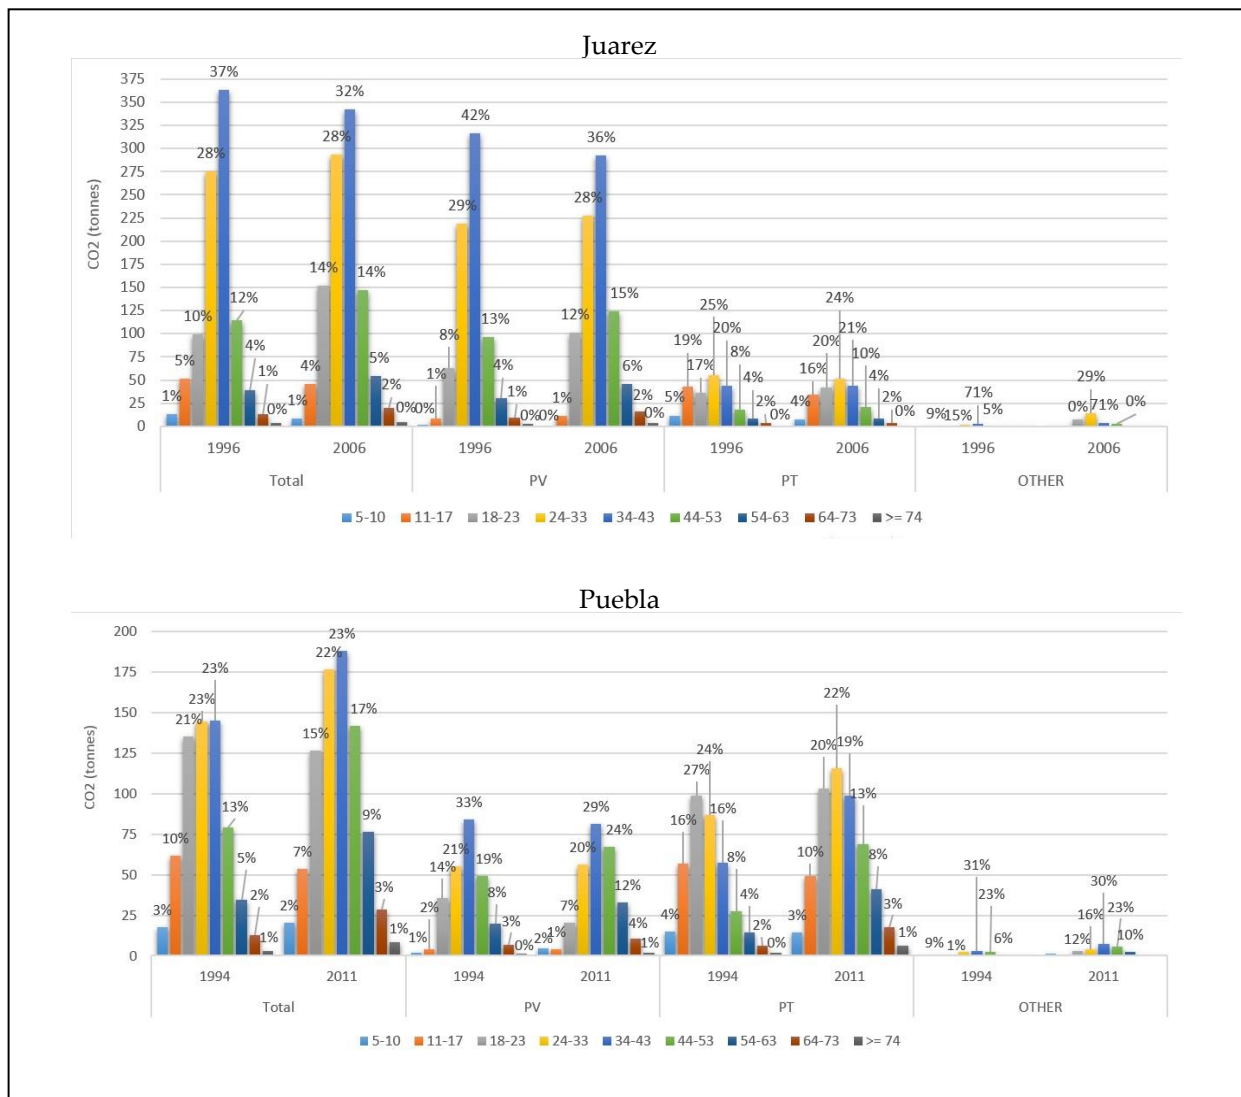 Juarez
CO2 (tonnes)
375
350
325
300
275
250
225
200
175
150
125
100
75
50
25
0
1% 5% 10% 28% 37% 12% 4% 1% 0%
1% 4% 14% 28% 32% 14% 5% 2% 0%
0% 1% 8% 29% 42% 13% 4% 1% 0%
0% 1% 12% 28% 36% 15% 6% 2% 0%
5% 19% 17% 25% 20% 8% 4% 2% 0%
4% 16% 20% 24% 21% 10% 4% 2% 0%
9% 15% 71% 5%
0% 29% 71% 0%
1996 2006 1996 2006 1996 2006 1996 2006
Total PV PT OTHER
5-10 11-17 18-23 24-33 34-43 44-53 54-63 64-73 >= 74
Puebla
CO2 (tonnes)
200
175
150
125
100
75
50
25
0
3% 10% 21% 23% 23% 13% 5% 2% 1%
2% 7% 15% 22% 23% 17% 9% 3% 1%
1% 2% 14% 21% 33% 19% 8% 3% 0%
2% 1% 7% 20% 29% 24% 12% 4% 1%
4% 16% 27% 24% 16% 8% 4% 2% 0%
3% 10% 20% 22% 19% 13% 8% 3% 1%
9% 1% 31% 23% 6%
12% 16% 30% 23% 10%
1994 2011 1994 2011 1994 2011 1994 2011
Total PV PT OTHER
5-10 11-17 18-23 24-33 34-43 44-53 54-63 64-73 >= 74